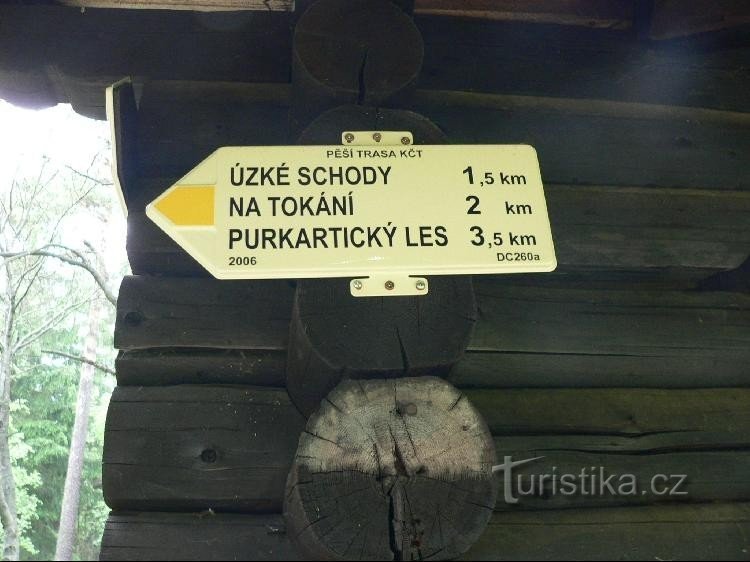 PĚŠÍ TRASA KČT
ÚZKÉ SCHODY 1,5 km
NA TOKÁNÍ 2 km
PURKARTICKÝ LES 3,5 km
2006 DC260a
Turistika.cz